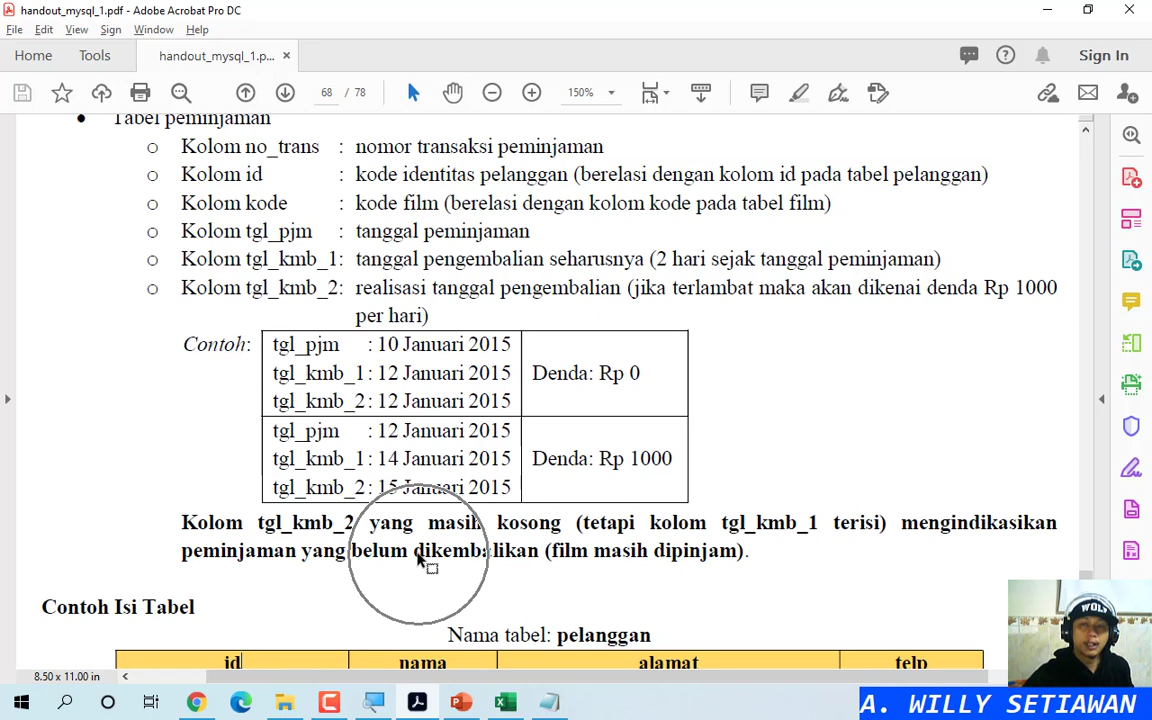 handout_mysql_1.pdf - Adobe Acrobat Pro DC
File Edit View Sign Window Help
Home Tools handout_mysql_1.p... × Sign In
68 / 78 150%
• Tabel peminjaman
○ Kolom no_trans : nomor transaksi peminjaman
○ Kolom id : kode identitas pelanggan (berelasi dengan kolom id pada tabel pelanggan)
○ Kolom kode : kode film (berelasi dengan kolom kode pada tabel film)
○ Kolom tgl_pjm : tanggal peminjaman
○ Kolom tgl_kmb_1: tanggal pengembalian seharusnya (2 hari sejak tanggal peminjaman)
○ Kolom tgl_kmb_2: realisasi tanggal pengembalian (jika terlambat maka akan dikenai denda Rp 1000
per hari)
Contoh: tgl_pjm : 10 Januari 2015
tgl_kmb_1 : 12 Januari 2015 Denda: Rp 0
tgl_kmb_2 : 12 Januari 2015
tgl_pjm : 12 Januari 2015
tgl_kmb_1 : 14 Januari 2015 Denda: Rp 1000
tgl_kmb_2 : 15 Januari 2015
Kolom tgl_kmb_2 yang masih kosong (tetapi kolom tgl_kmb_1 terisi) mengindikasikan
peminjaman yang belum dikembalikan (film masih dipinjam).
Contoh Isi Tabel
Nama tabel: pelanggan
id nama alamat telp
8.50 x 11.00 in
WOLF
A. WILLY SETIAWAN